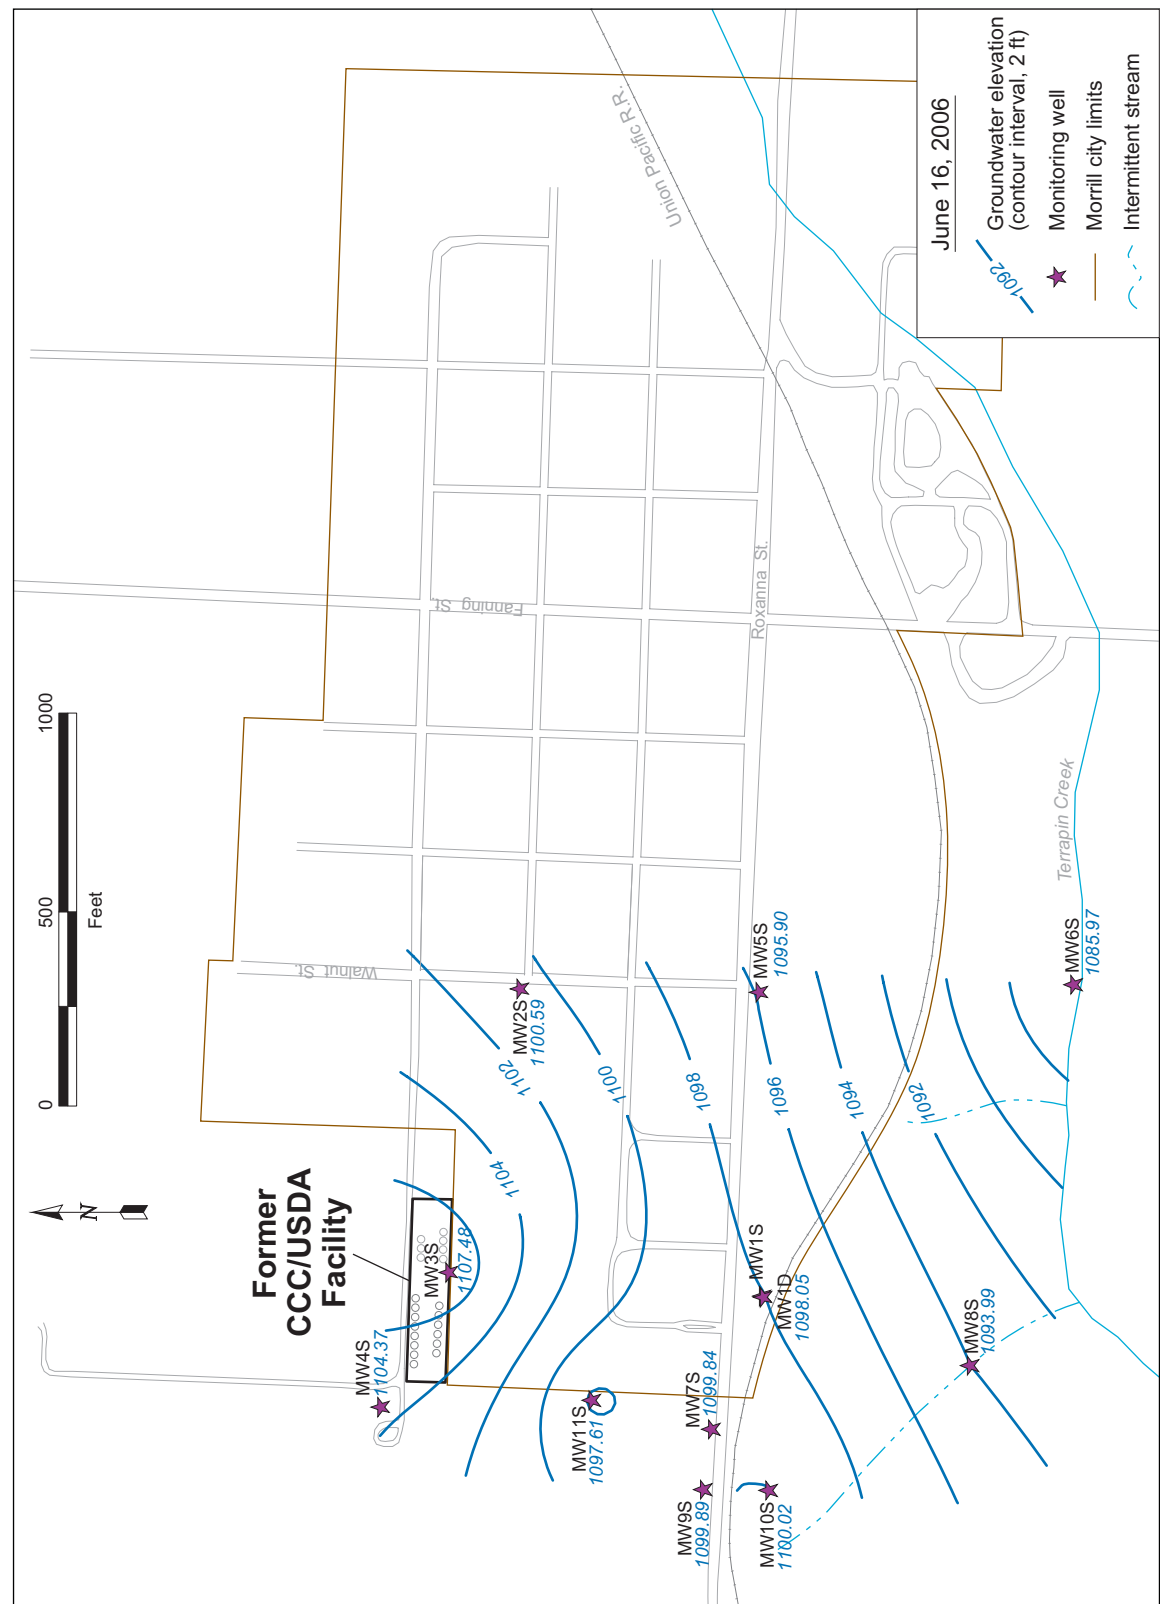 June 16, 2006
1092
Groundwater elevation
(contour interval, 2 ft)
Monitoring well
Morrill city limits
Intermittent stream
0
500
1000
Feet
N
Former
CCC/USDA
Facility
Union Pacific R.R.
Fanning St.
Roxanna St.
Walnut St.
Terrapin Creek
MW4S
1104.37
MW3S
1107.48
MW2S
1100.59
MW11S
1097.61
MW7S
1099.84
MW9S
1099.89
MW10S
1100.02
MW1S
MW1D
1098.05
MW5S
1095.90
MW8S
1093.99
MW6S
1085.97
1104
1102
1100
1098
1096
1094
1092